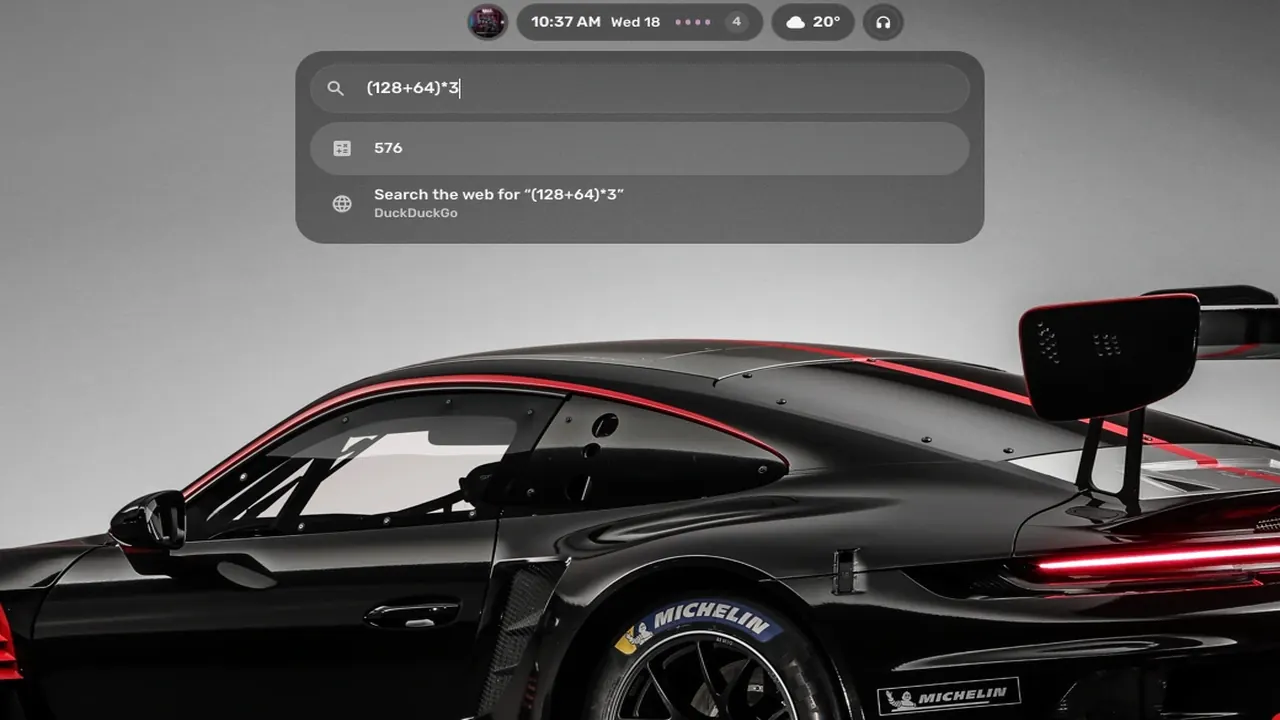 10:37 AM Wed 18 4 20°
(128+64)*3
576
Search the web for “(128+64)*3”
DuckDuckGo
MICHELIN
MICHELIN